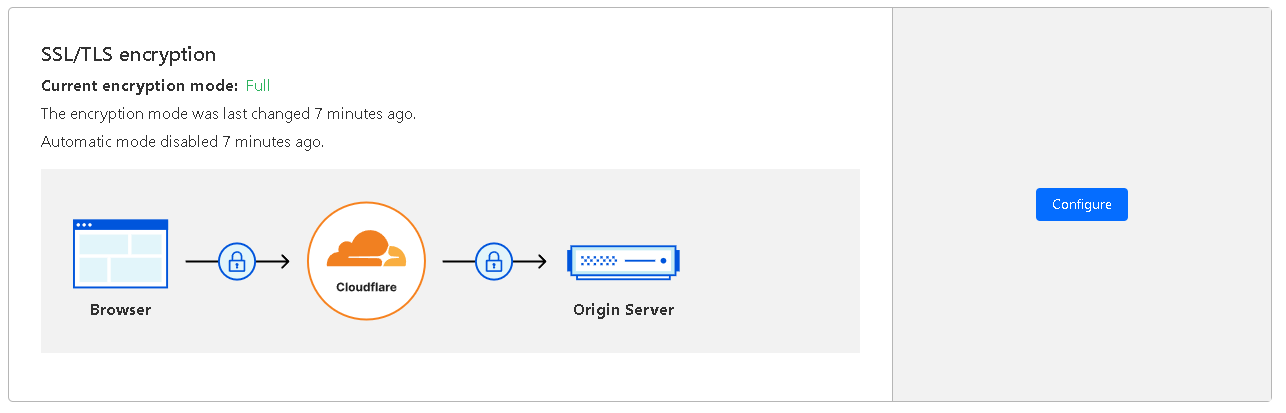 SSL/TLS encryption
Current encryption mode: Full
The encryption mode was last changed 7 minutes ago.
Automatic mode disabled 7 minutes ago.
Configure
Cloudflare
Browser
Origin Server